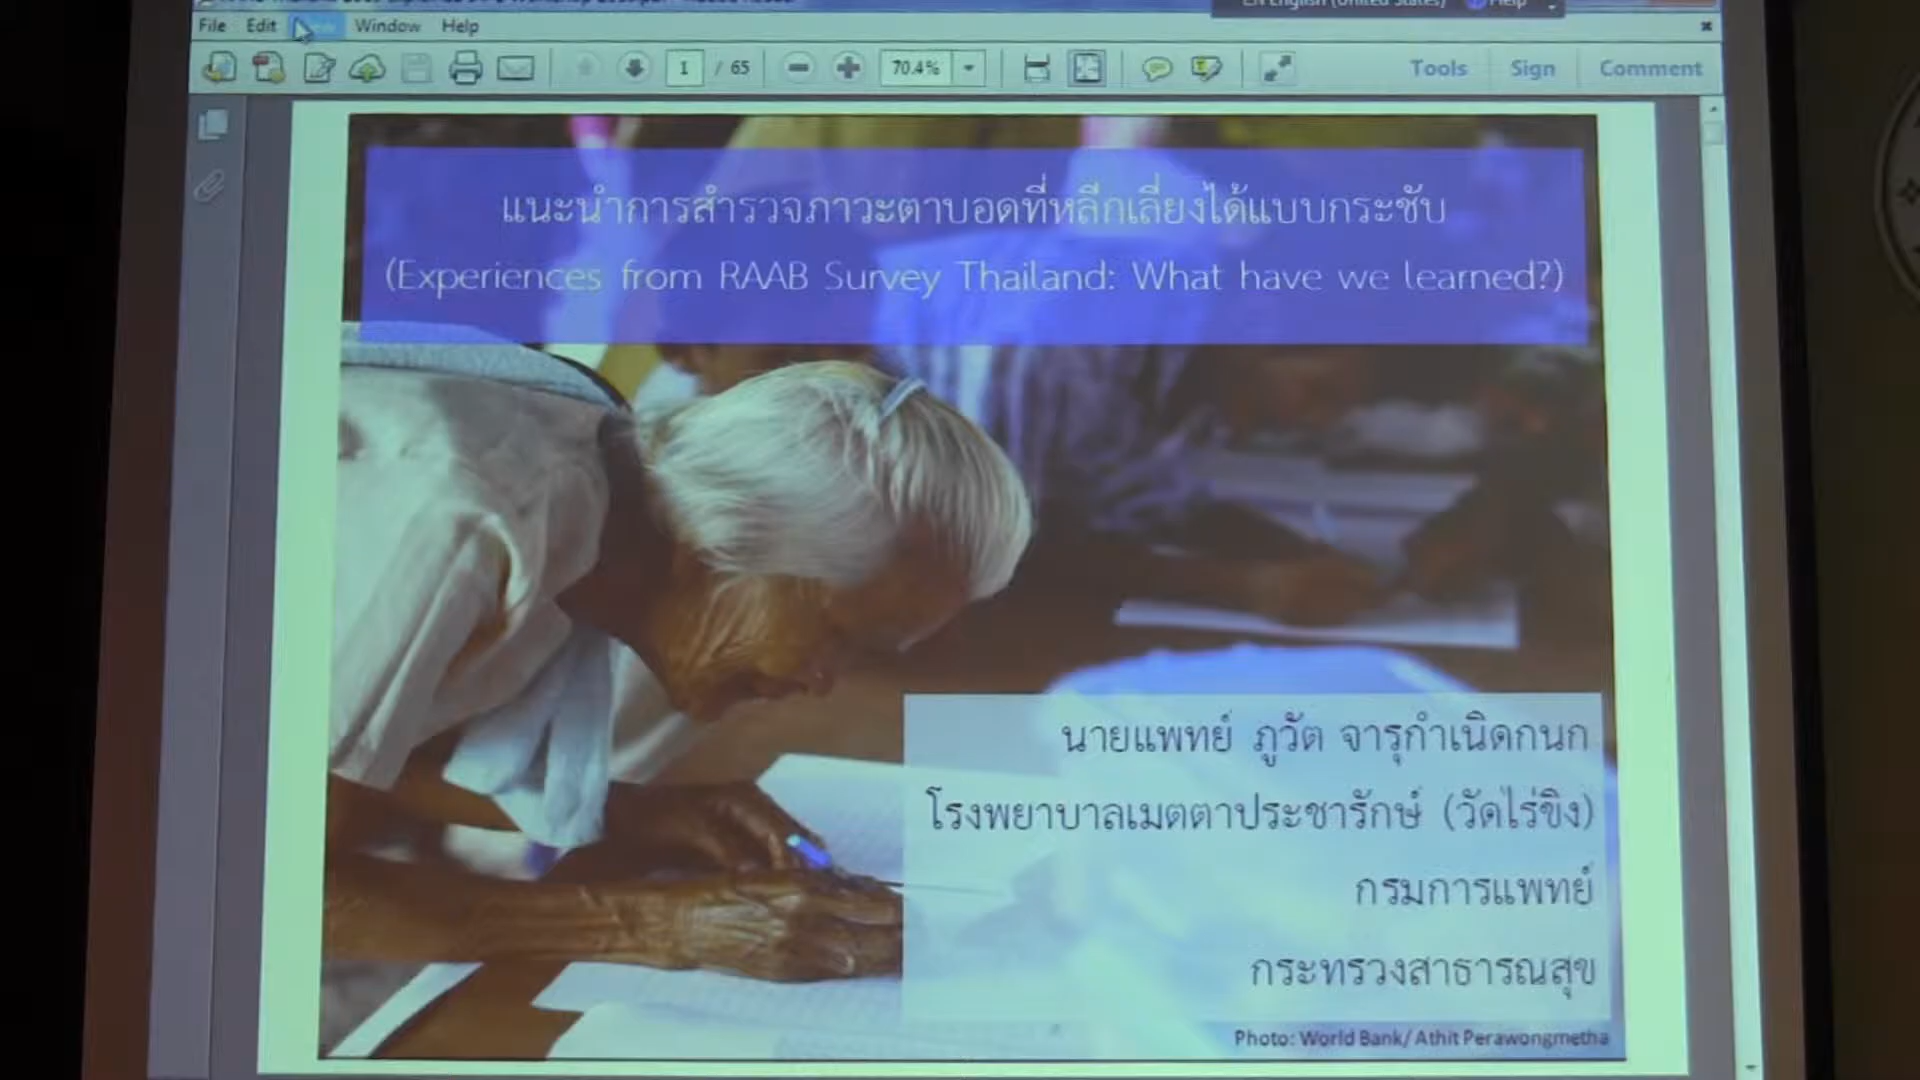 File Edit Window Help
1 / 65 70.4% Tools Sign Comment
แนะนำการสำรวจภาวะตาบอดที่หลีกเลี่ยงได้แบบกระชับ
(Experiences from RAAB Survey Thailand: What have we learned?)
นายแพทย์ ภูวัต จารุกำเนิดกนก
โรงพยาบาลเมตตาประชารักษ์ (วัดไร่ขิง)
กรมการแพทย์
กระทรวงสาธารณสุข
Photo: World Bank/ Athit Perawongmetha